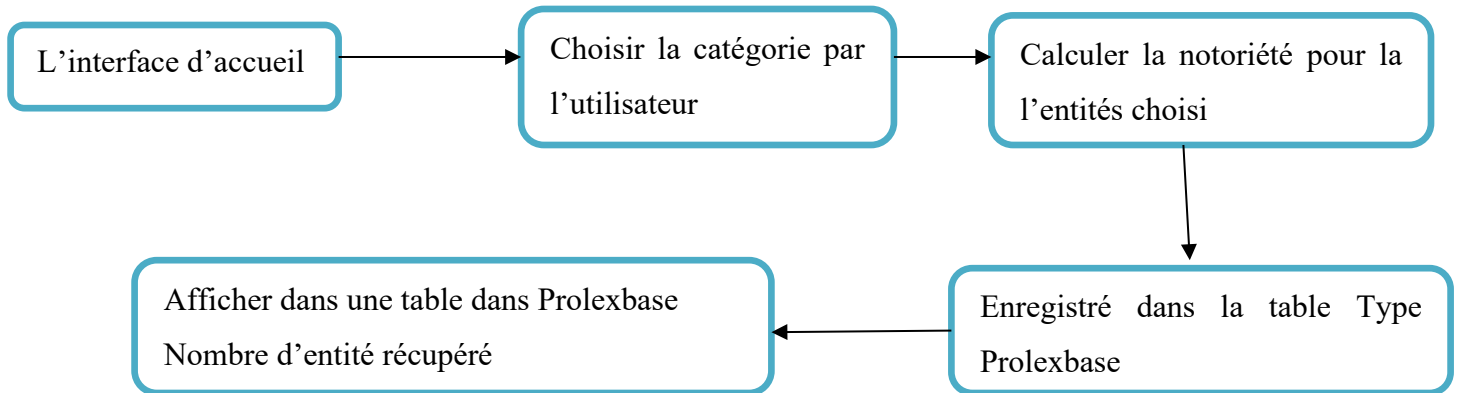 L’interface d’accueil
Choisir la catégorie par
l’utilisateur
Calculer la notoriété pour la
l’entités choisi
Enregistré dans la table Type
Prolexbase
Afficher dans une table dans Prolexbase
Nombre d’entité récupéré